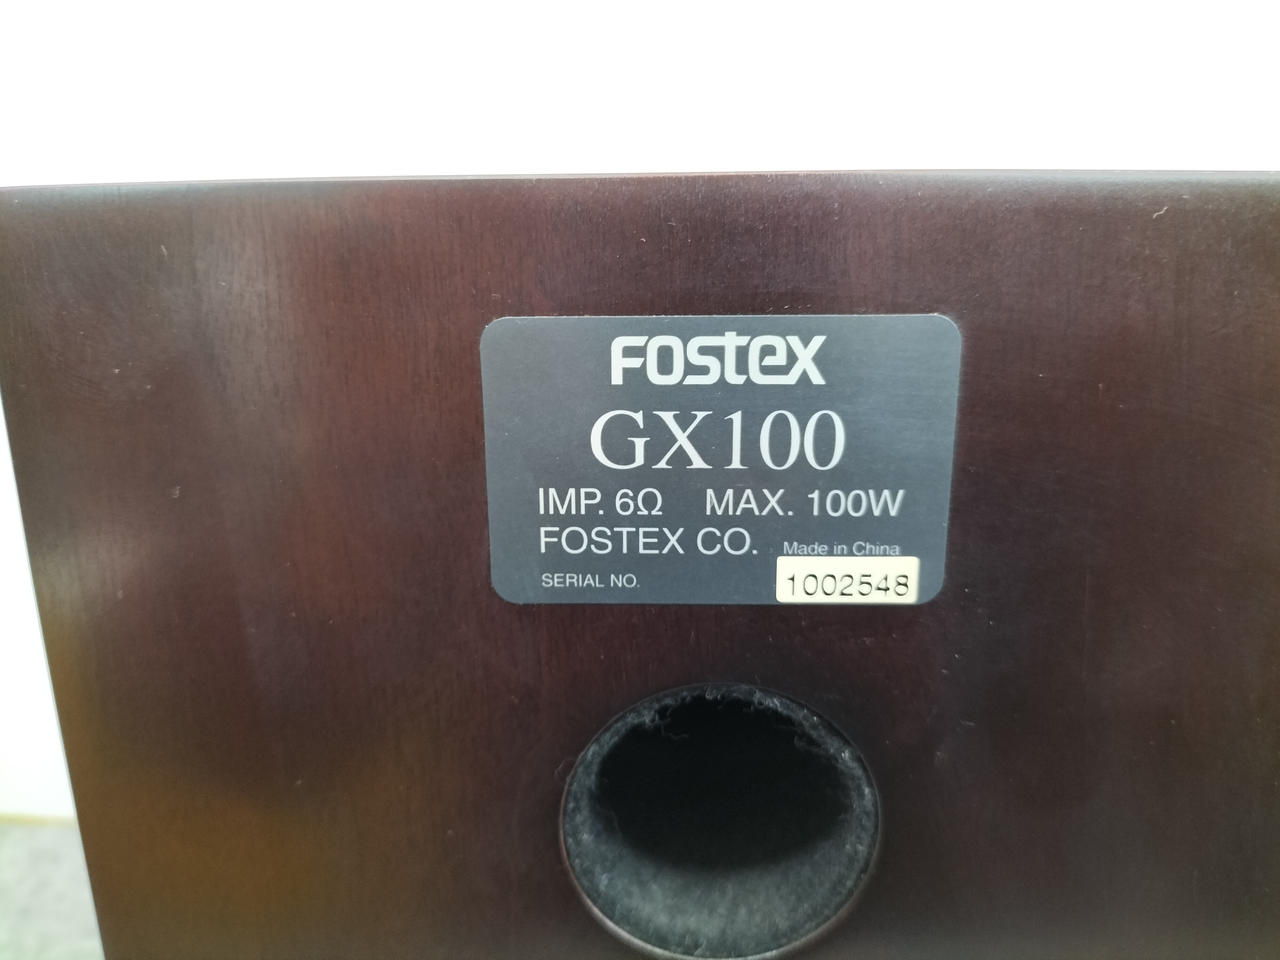 FOSTEX
GX100
IMP. 6Ω MAX. 100W
FOSTEX CO. Made in China
SERIAL NO. 1002548